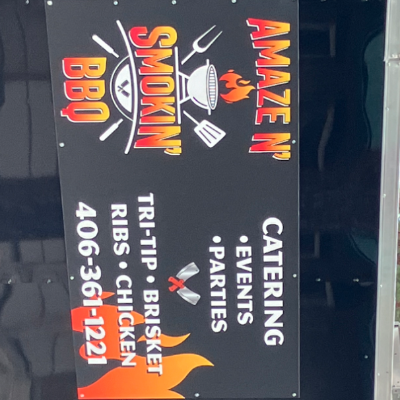 AMAZE N'
SMOKIN'
BBQ
CATERING
•EVENTS
•PARTIES
TRI-TIP • BRISKET
RIBS • CHICKEN
406-361-1221